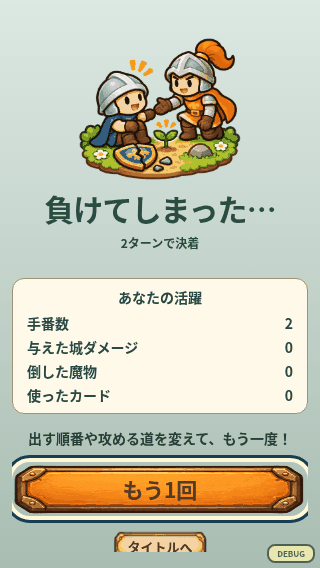 負けてしまった…
2ターンで決着
あなたの活躍
手番数 2
与えた城ダメージ 0
倒した魔物 0
使ったカード 0
出す順番や攻める道を変えて、もう一度！
もう1回
タイトルへ
DEBUG